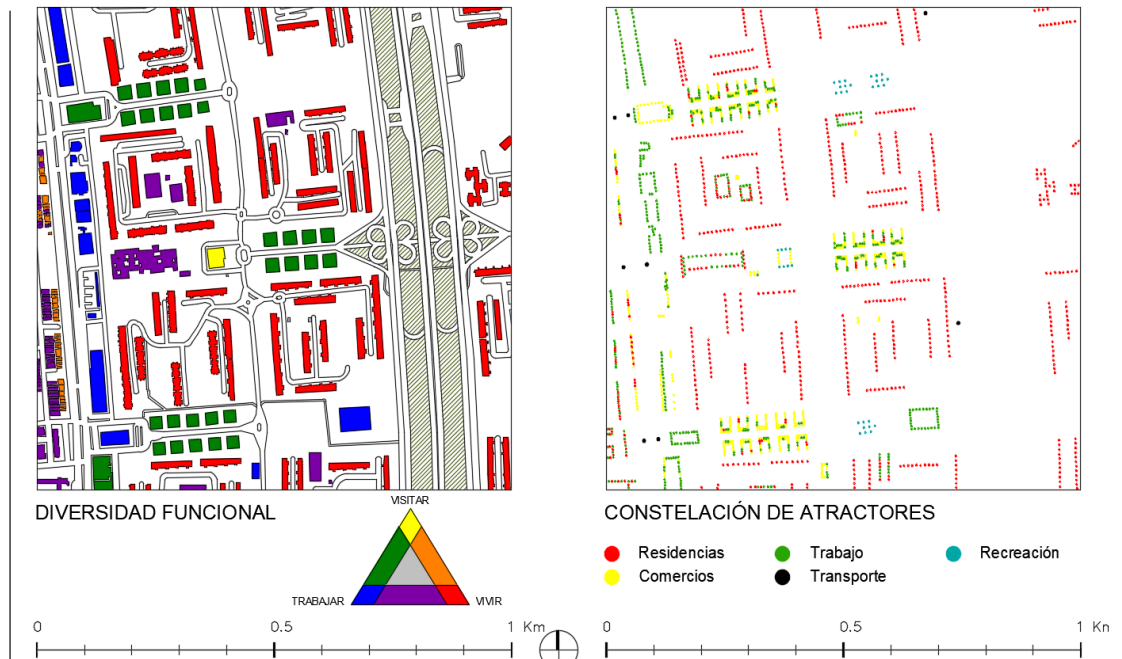 DIVERSIDAD FUNCIONAL
VISITAR
TRABAJAR
VIVIR
0 0.5 1 Km
CONSTELACIÓN DE ATRACTORES
Residencias Trabajo Recreación
Comercios Transporte
0 0.5 1 Kn